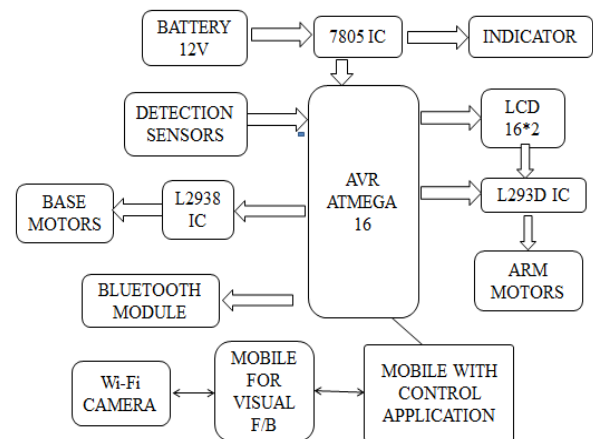 BATTERY
12V
7805 IC
INDICATOR
DETECTION
SENSORS
LCD
16*2
AVR
ATMEGA
16
BASE
MOTORS
L2938
IC
L293D IC
ARM
MOTORS
BLUETOOTH
MODULE
Wi-Fi
CAMERA
MOBILE
FOR
VISUAL
F/B
MOBILE WITH
CONTROL
APPLICATION